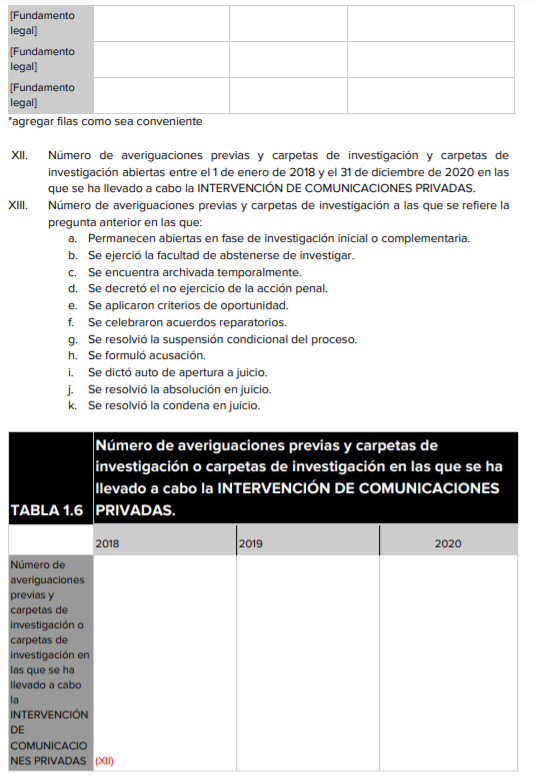 [Fundamento
legal]
[Fundamento
legal]
[Fundamento
legal]
*agregar filas como sea conveniente
XII. Número de averiguaciones previas y carpetas de investigación y carpetas de
investigación abiertas entre el 1 de enero de 2018 y el 31 de diciembre de 2020 en las
que se ha llevado a cabo la INTERVENCIÓN DE COMUNICACIONES PRIVADAS.
XIII. Número de averiguaciones previas y carpetas de investigación a las que se refiere la
pregunta anterior en las que:
a. Permanecen abiertas en fase de investigación inicial o complementaria.
b. Se ejerció la facultad de abstenerse de investigar.
c. Se encuentra archivada temporalmente.
d. Se decretó el no ejercicio de la acción penal.
e. Se aplicaron criterios de oportunidad.
f. Se celebraron acuerdos reparatorios.
g. Se resolvió la suspensión condicional del proceso.
h. Se formuló acusación.
i. Se dictó auto de apertura a juicio.
j. Se resolvió la absolución en juicio.
k. Se resolvió la condena en juicio.
Número de averiguaciones previas y carpetas de
investigación o carpetas de investigación en las que se ha
llevado a cabo la INTERVENCIÓN DE COMUNICACIONES
TABLA 1.6 PRIVADAS.
2018 2019 2020
Número de
averiguaciones
previas y
carpetas de
investigación o
carpetas de
investigación en
las que se ha
llevado a cabo
la
INTERVENCIÓN
DE
COMUNICACIO
NES PRIVADAS (XII)